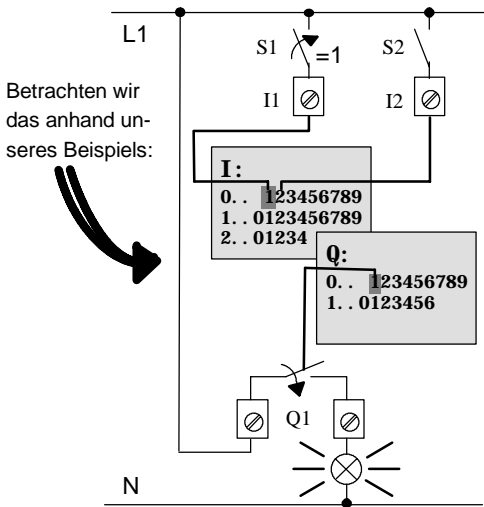 L1
S1
=1
S2
I1
I2
Betrachten wir
das anhand un-
seres Beispiels:
I:
0. . 123456789
1. . 0123456789
2. . 01234
Q:
0. . 123456789
1. . 0123456
Q1
N